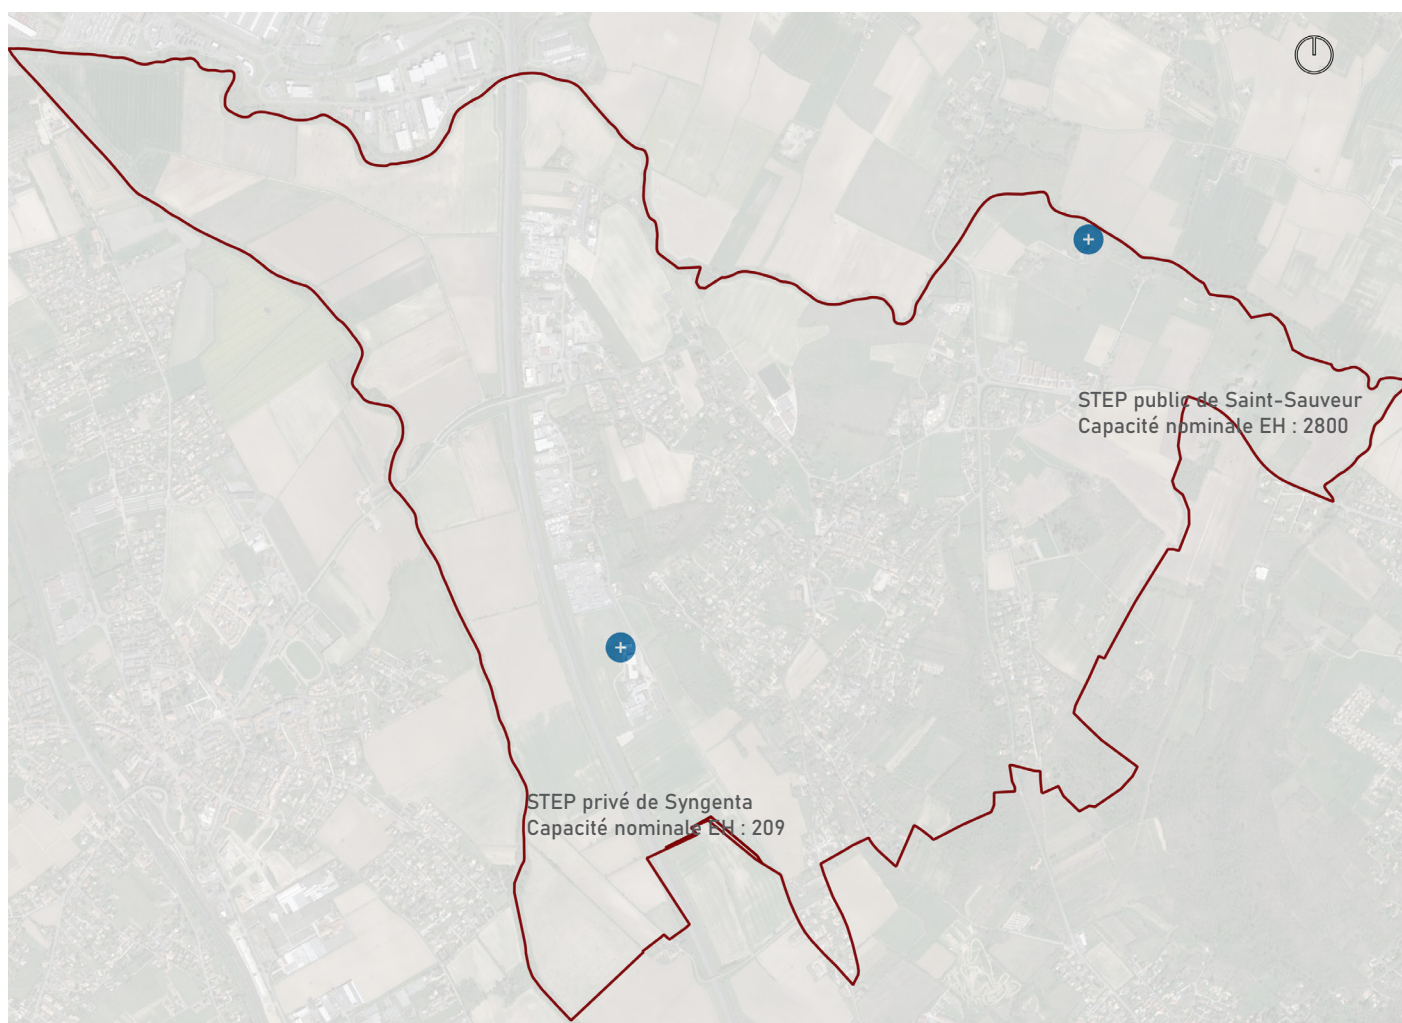 STEP public de Saint-Sauveur
Capacité nominale EH : 2800
STEP privé de Syngenta
Capacité nominale EH : 209